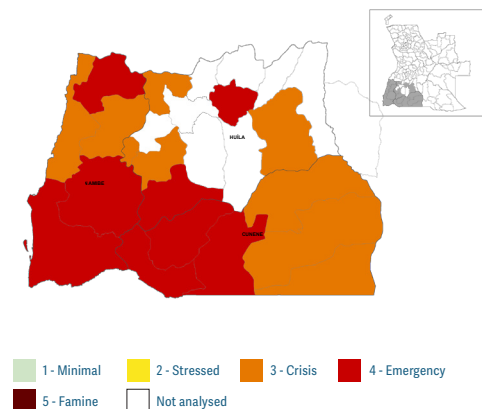 HUÍLA
NAMIBE
CUNENE
1 - Minimal
2 - Stressed
3 - Crisis
4 - Emergency
5 - Famine
Not analysed